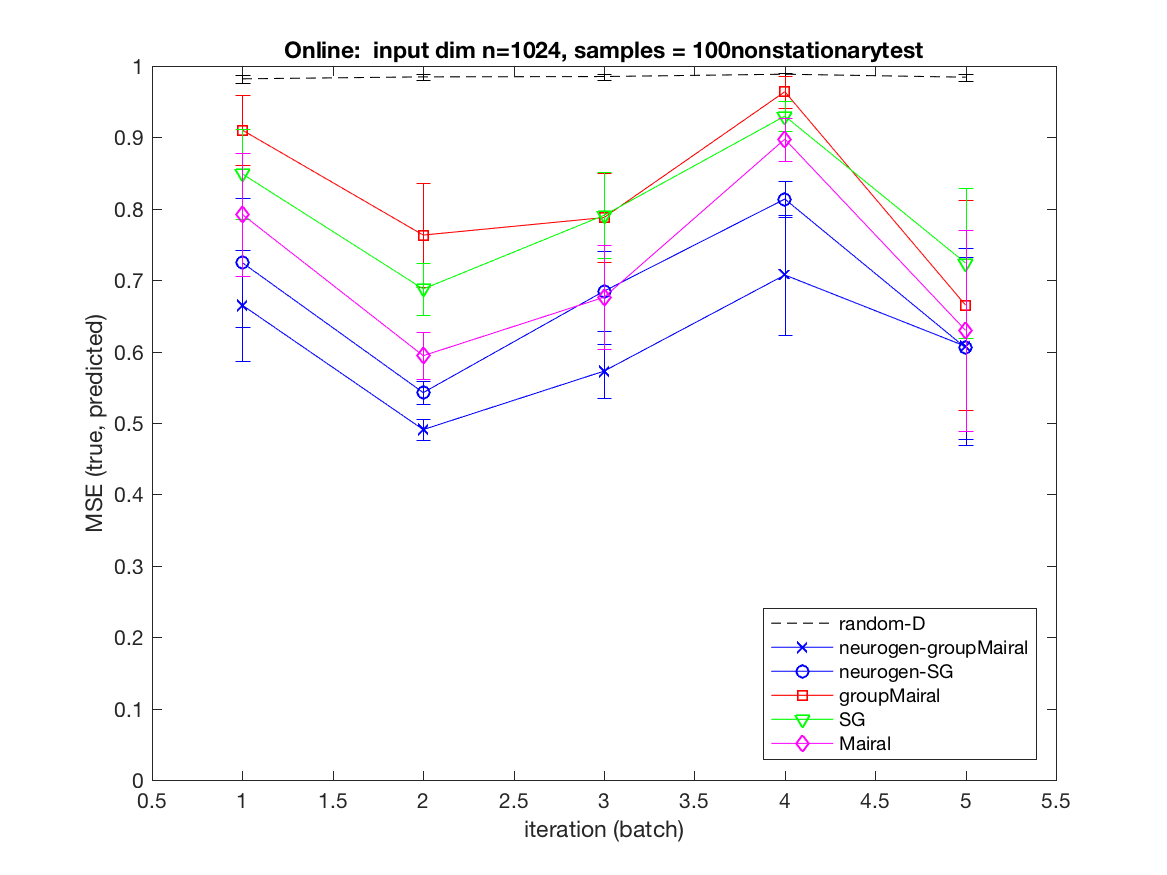 Online:  input dim n=1024, samples = 100nonstationarytest
MSE (true, predicted)
1
0.9
0.8
0.7
0.6
0.5
0.4
0.3
0.2
0.1
0
0.5 1 1.5 2 2.5 3 3.5 4 4.5 5 5.5
iteration (batch)
random-D
neurogen-groupMairal
neurogen-SG
groupMairal
SG
Mairal